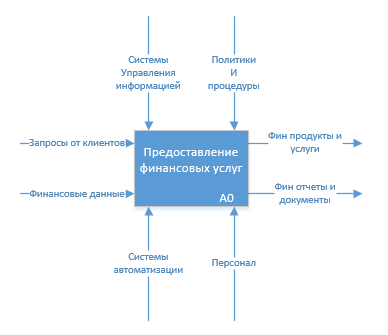 Системы
Управления
информацией
Политики
И
процедуры
Запросы от клиентов
Финансовые данные
Предоставление
финансовых услуг
A0
Фин продукты и
услуги
Фин отчеты и
документы
Системы
автоматизации
Персонал